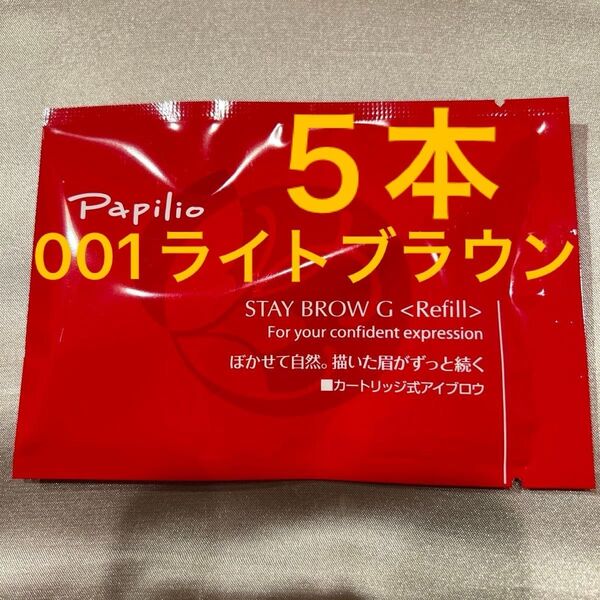 5本
Papilio
001ライトブラウン
STAY BROW G <Refill>
For your confident expression
ぼかせて自然。描いた眉がずっと続く
■カートリッジ式アイブロウ